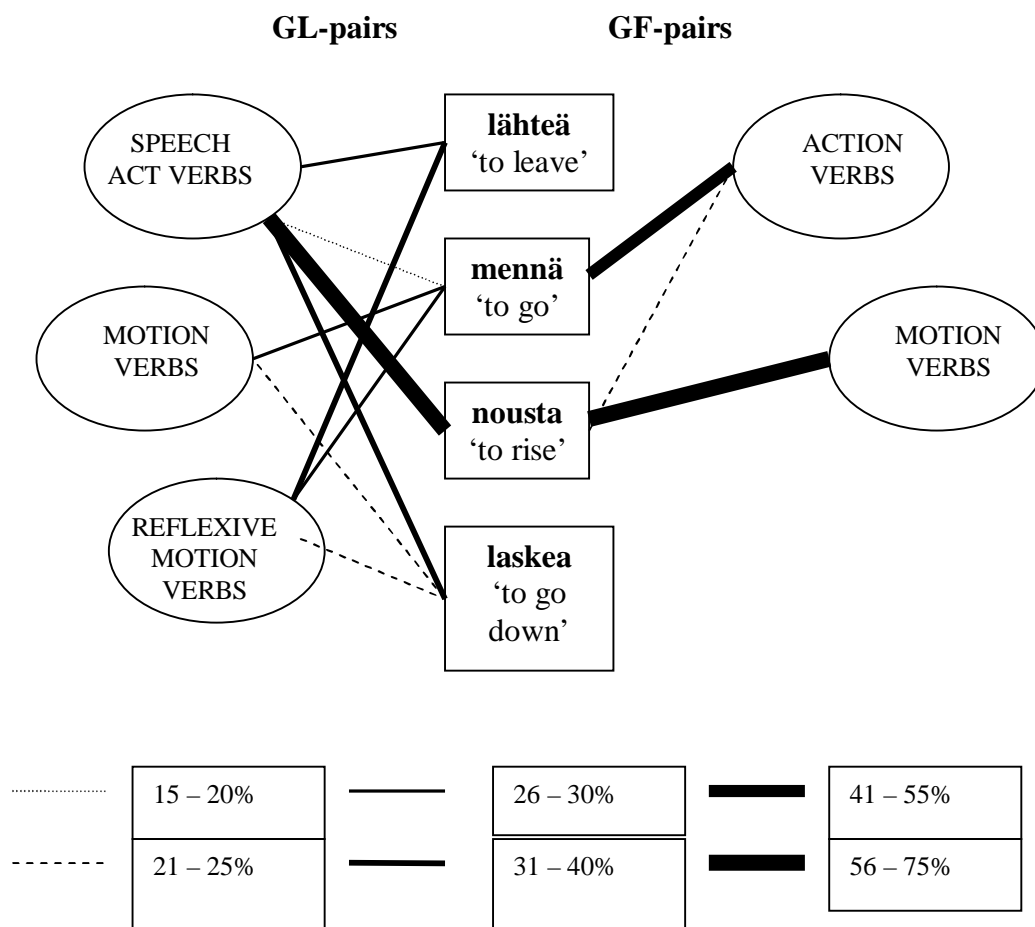 GL-pairs
GF-pairs
SPEECH
ACT VERBS
MOTION
VERBS
REFLEXIVE
MOTION
VERBS
lähteä
‘to leave’
mennä
‘to go’
nousta
‘to rise’
laskea
‘to go
down’
ACTION
VERBS
MOTION
VERBS
15 – 20%
26 – 30%
41 – 55%
21 – 25%
31 – 40%
56 – 75%